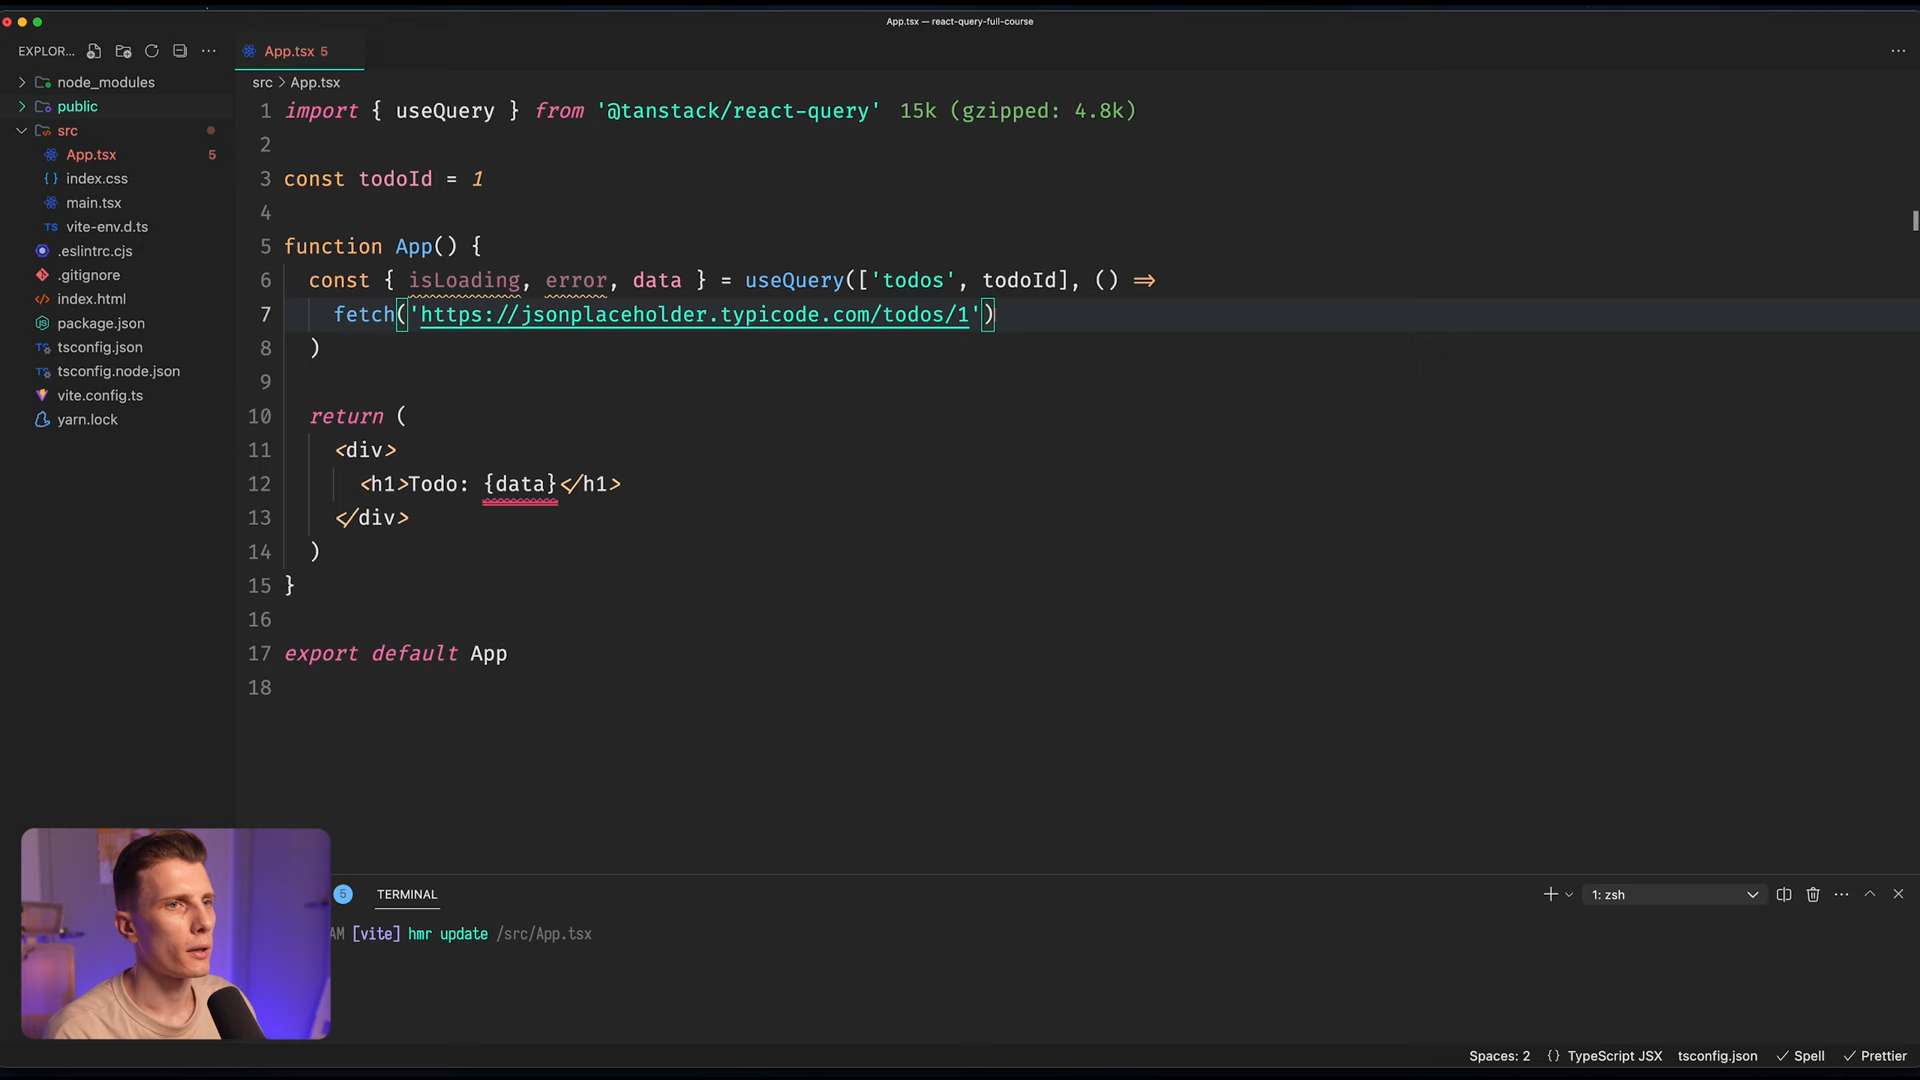 App.tsx — react-query-full-course
EXPLOR...
App.tsx 5
node_modules
public
src
App.tsx 5
index.css
main.tsx
TS vite-env.d.ts
.eslintrc.cjs
.gitignore
index.html
package.json
tsconfig.json
tsconfig.node.json
vite.config.ts
yarn.lock
src > App.tsx
1 import { useQuery } from '@tanstack/react-query' 15k (gzipped: 4.8k)
2
3 const todoId = 1
4
5 function App() {
6 const { isLoading, error, data } = useQuery(['todos', todoId], () =>
7 fetch('https://jsonplaceholder.typicode.com/todos/1')
8 )
9
10 return (
11 <div>
12 <h1>Todo: {data}</h1>
13 </div>
14 )
15 }
16
17 export default App
18
5 TERMINAL
1: zsh
AM [vite] hmr update /src/App.tsx
Spaces: 2 {} TypeScript JSX tsconfig.json ✓ Spell ✓ Prettier